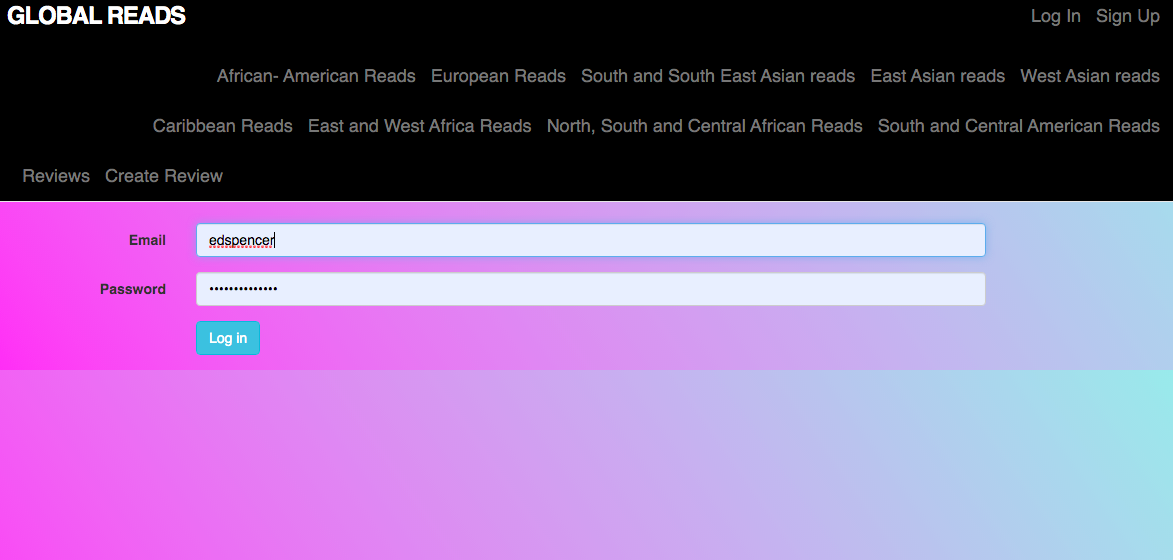 GLOBAL READS Log In Sign Up
African- American Reads European Reads South and South East Asian reads East Asian reads West Asian reads
Caribbean Reads East and West Africa Reads North, South and Central African Reads South and Central American Reads
Reviews Create Review
Email edspencer
Password ••••••••••••••
Log in